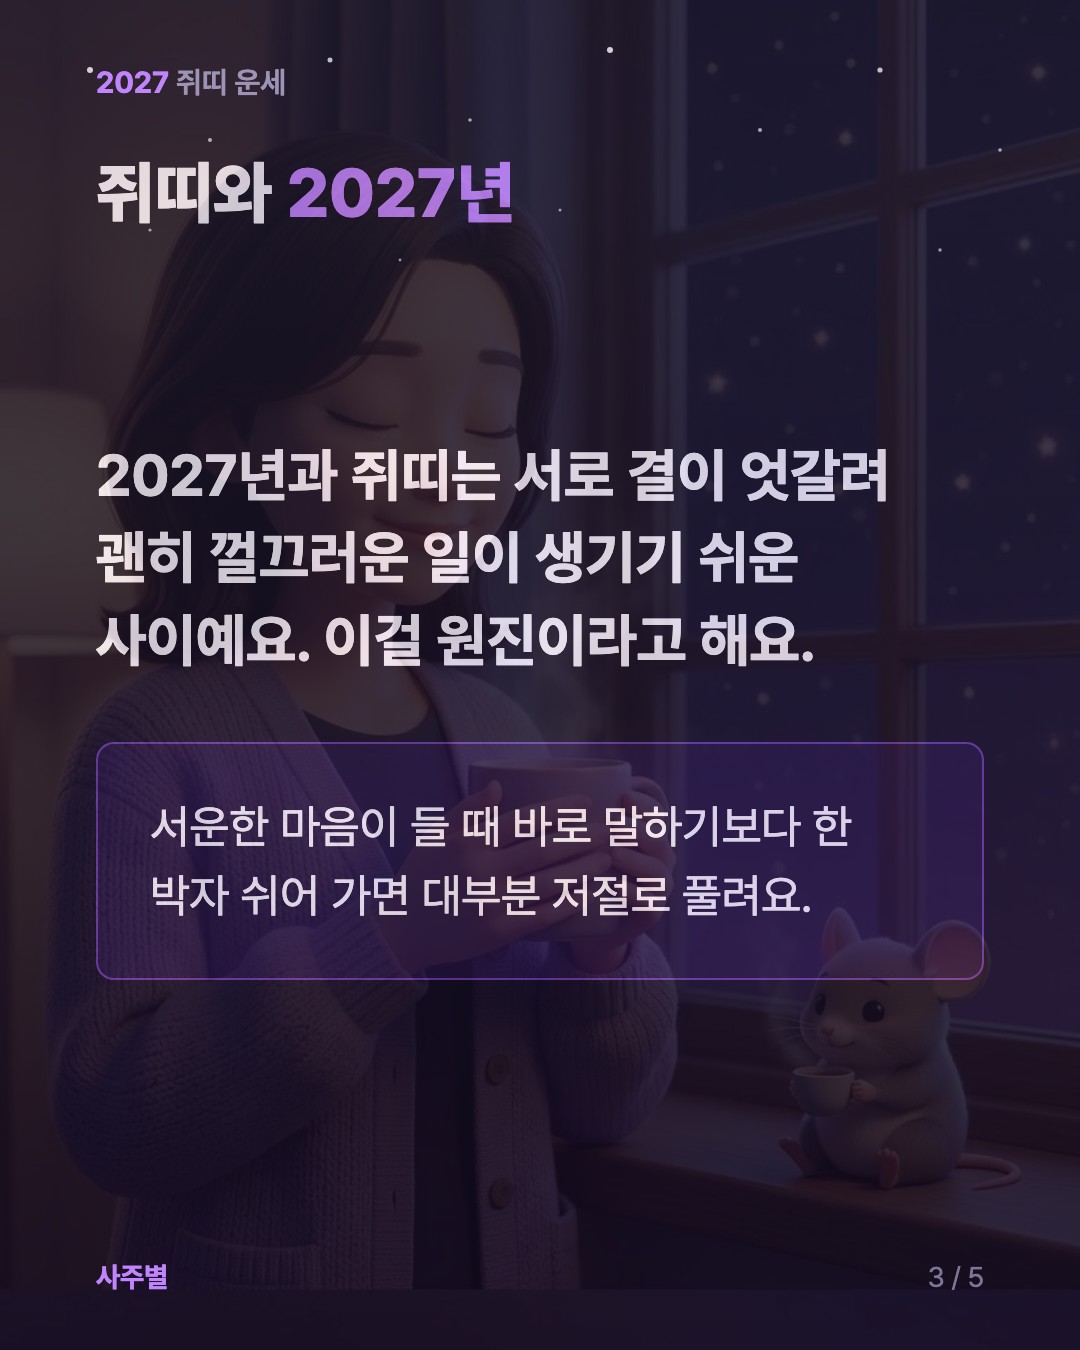 2027 쥐띠 운세
쥐띠와 2027년
2027년과 쥐띠는 서로 결이 엇갈려
괜히 껄끄러운 일이 생기기 쉬운
사이예요. 이걸 원진이라고 해요.
서운한 마음이 들 때 바로 말하기보다 한
박자 쉬어 가면 대부분 저절로 풀려요.
사주별
3 / 5